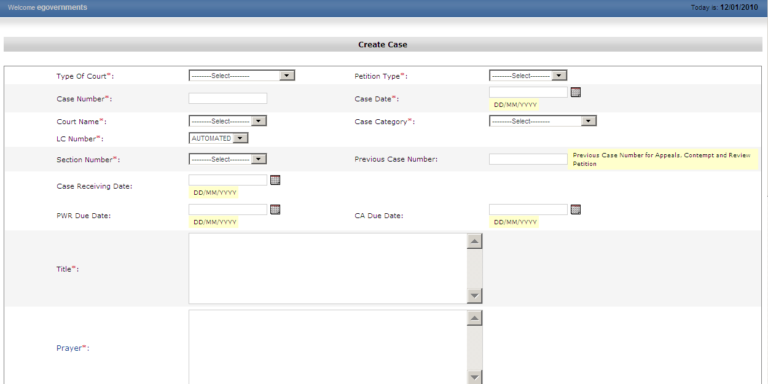 Welcome egovernments Today is: 12/01/2010
Create Case
Type Of Court*: --------Select-------- Petition Type*: --------Select--------
Case Number*: Case Date*:
DD/MM/YYYY
Court Name*: --------Select-------- Case Category*: --------Select--------
LC Number*: AUTOMATED
Section Number*: --------Select-------- Previous Case Number: Previous Case Number for Appeals, Contempt and Review
Petition
Case Receiving Date:
DD/MM/YYYY
PWR Due Date: CA Due Date:
DD/MM/YYYY DD/MM/YYYY
Title*:
Prayer*: